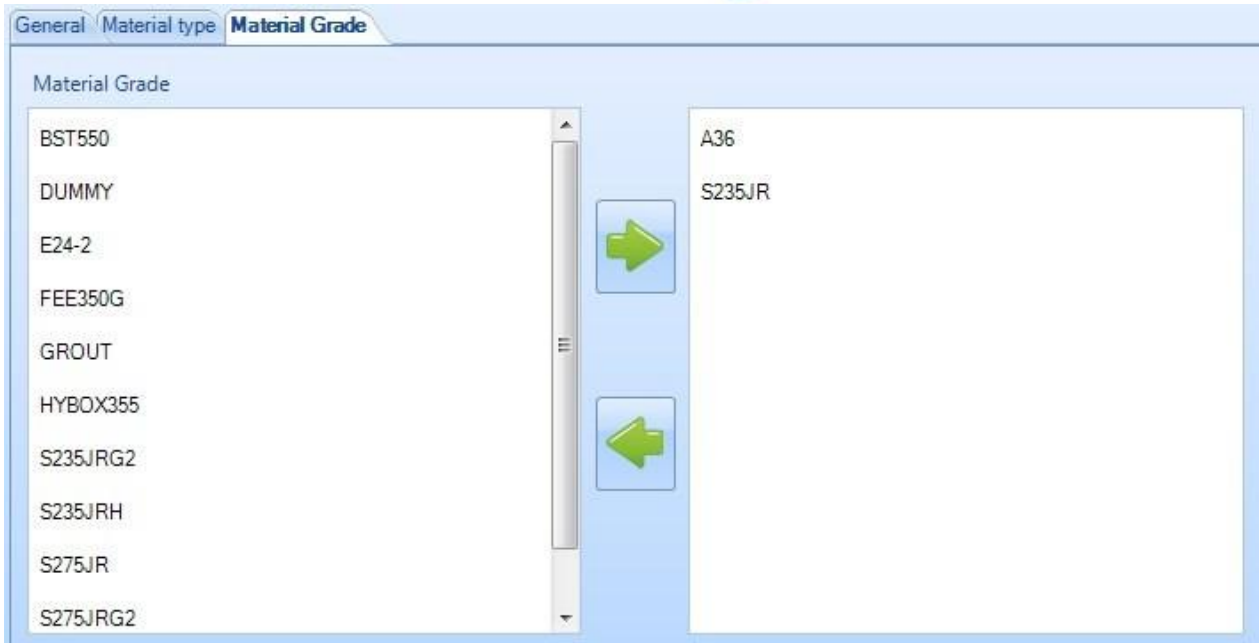 General Material type Material Grade
Material Grade
BST550
DUMMY
E24-2
FEE350G
GROUT
HYBOX355
S235JRG2
S235JRH
S275JR
S275JRG2
A36
S235JR